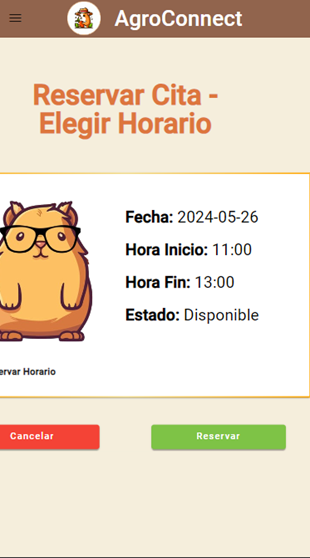 AgroConnect
Reservar Cita -
Elegir Horario
Fecha: 2024-05-26
Hora Inicio: 11:00
Hora Fin: 13:00
Estado: Disponible
ervar Horario
Cancelar
Reservar